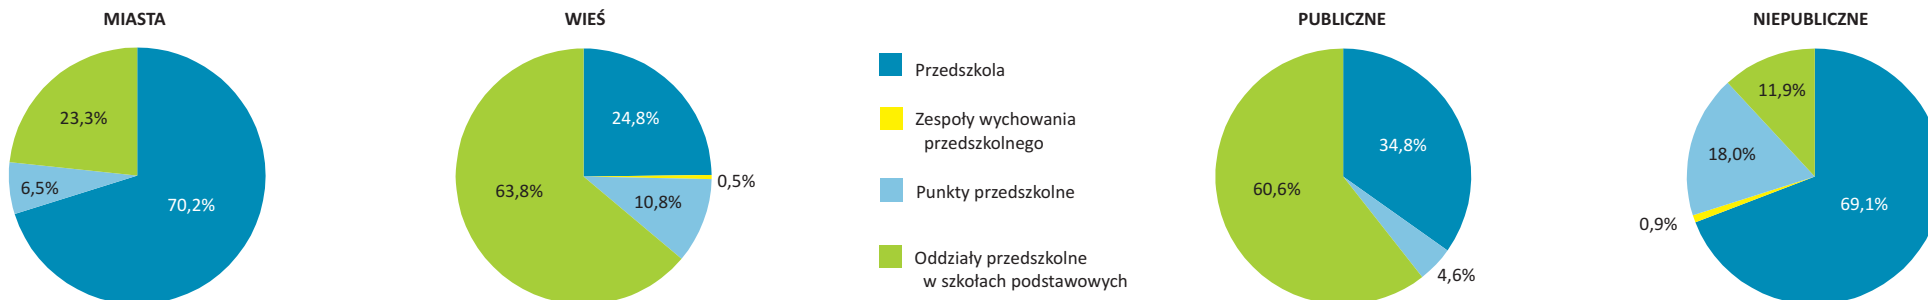 MIASTA
23,3%
6,5%
70,2%
WIEŚ
24,8%
0,5%
10,8%
63,8%
Przedszkola
Zespoły wychowania
przedszkolnego
Punkty przedszkolne
Oddziały przedszkolne
w szkołach podstawowych
PUBLICZNE
34,8%
60,6%
4,6%
NIEPUBLICZNE
11,9%
18,0%
69,1%
0,9%